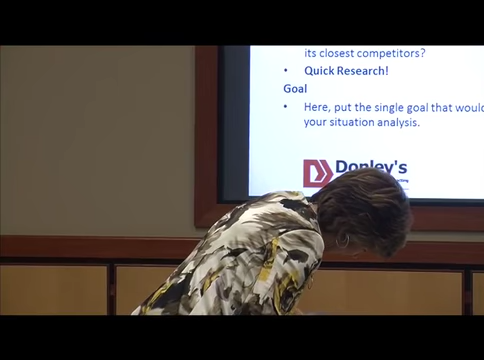 its closest competitors?
• Quick Research!
Goal
• Here, put the single goal that would
your situation analysis.
Donley's